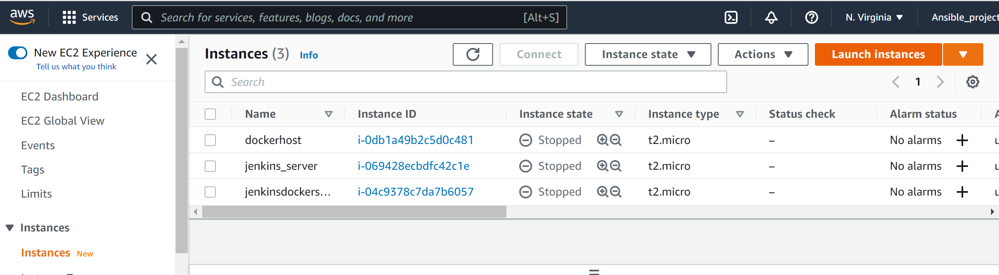 aws Services Search for services, features, blogs, docs, and more [Alt+S] N. Virginia Ansible_project
New EC2 Experience
Tell us what you think
EC2 Dashboard
EC2 Global View
Events
Tags
Limits
Instances
Instances New
Instances (3) Info Connect Instance state Actions Launch instances
Search 1
Name Instance ID Instance state Instance type Status check Alarm status
dockerhost i-0db1a49b2c5d0c481 Stopped t2.micro – No alarms
jenkins_server i-069428ecbdfc42c1e Stopped t2.micro – No alarms
jenkinsdockers... i-04c9378c7da7b6057 Stopped t2.micro – No alarms